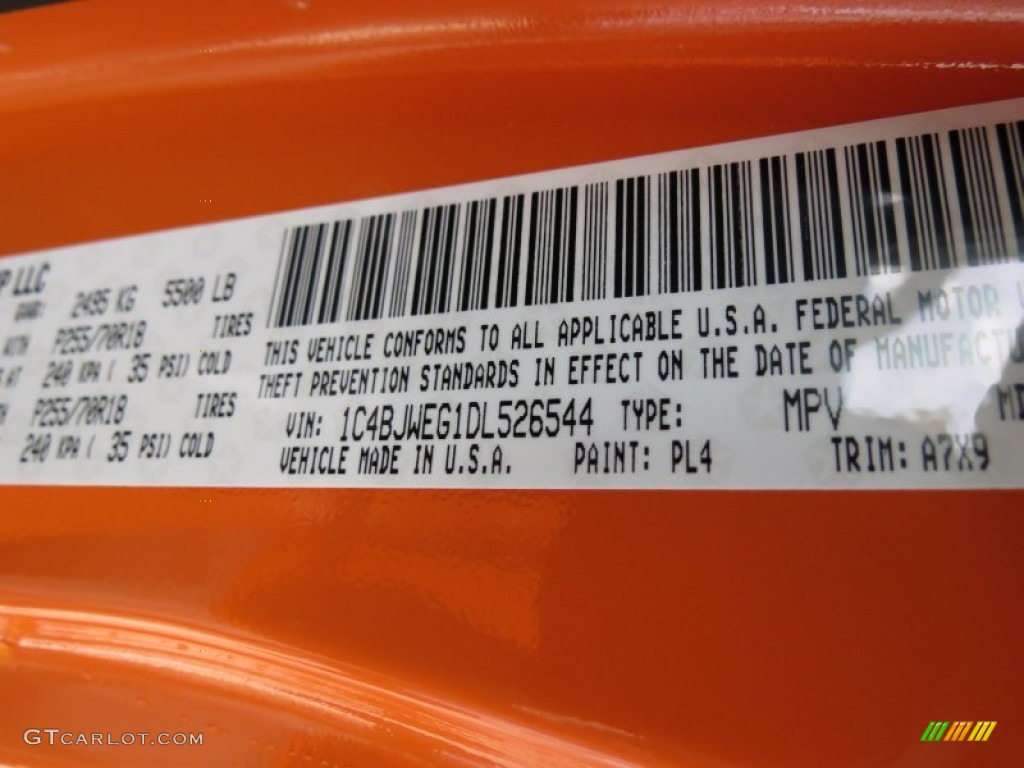 P LLC
2495 KG 5500 LB
P255/70R18 TIRES
240 KPA ( 35 PSI) COLD
P255/70R18 TIRES
240 KPA ( 35 PSI) COLD
THIS VEHICLE CONFORMS TO ALL APPLICABLE U.S.A. FEDERAL MOTOR
THEFT PREVENTION STANDARDS IN EFFECT ON THE DATE OF MANUFACTU
VIN: 1C4BJWEG1DL526544 TYPE: MPV
VEHICLE MADE IN U.S.A. PAINT: PL4 TRIM: A7X9
GTCARLOT.COM